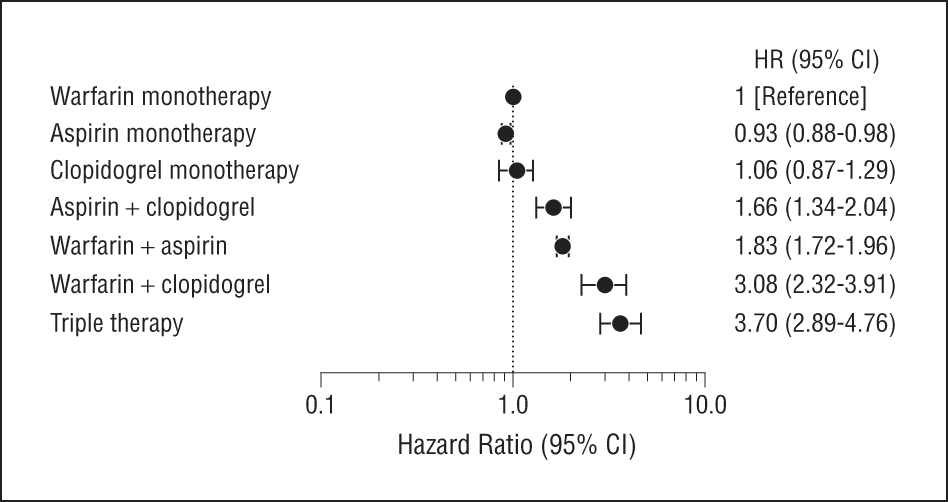 HR (95% CI)
Warfarin monotherapy 1 [Reference]
Aspirin monotherapy 0.93 (0.88-0.98)
Clopidogrel monotherapy 1.06 (0.87-1.29)
Aspirin + clopidogrel 1.66 (1.34-2.04)
Warfarin + aspirin 1.83 (1.72-1.96)
Warfarin + clopidogrel 3.08 (2.32-3.91)
Triple therapy 3.70 (2.89-4.76)
0.1 1.0 10.0
Hazard Ratio (95% CI)